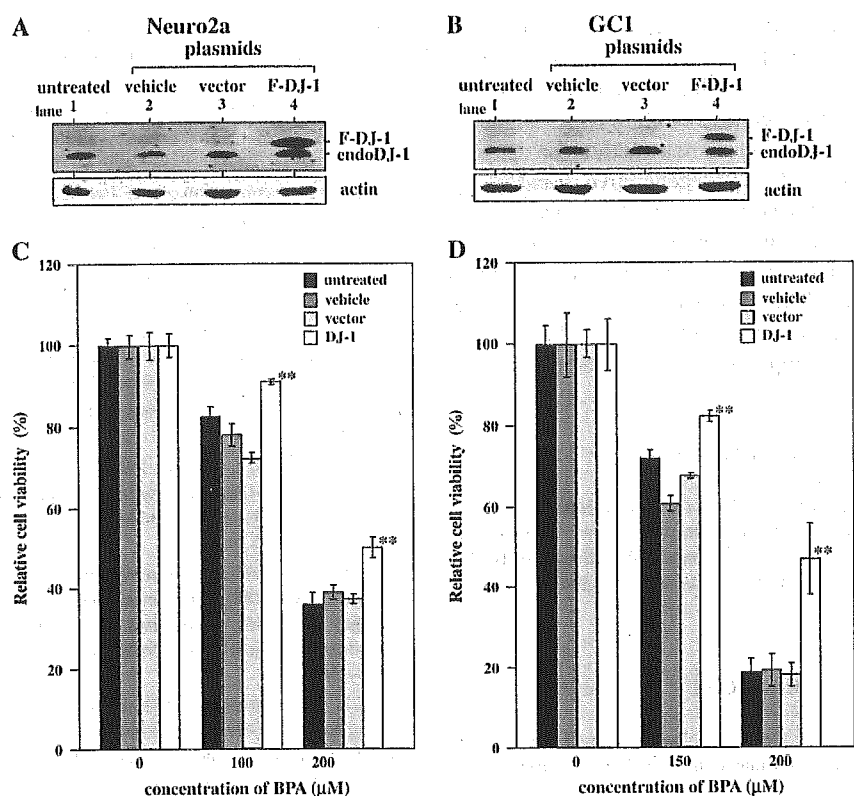 A
Neuro2a
plasmids
untreated vehicle vector F-DJ-1
lane 1 2 3 4
F-DJ-1
endoDJ-1
actin
B
GC1
plasmids
untreated vehicle vector F-DJ-1
lane 1 2 3 4
F-DJ-1
endoDJ-1
actin
C
120
100
80
60
40
20
0
Relative cell viability (%)
untreated
vehicle
vector
DJ-1
**
**
0 100 200
concentration of BPA (μM)
D
120
100
80
60
40
20
0
Relative cell viability (%)
untreated
vehicle
vector
DJ-1
**
**
0 150 200
concentration of BPA (μM)